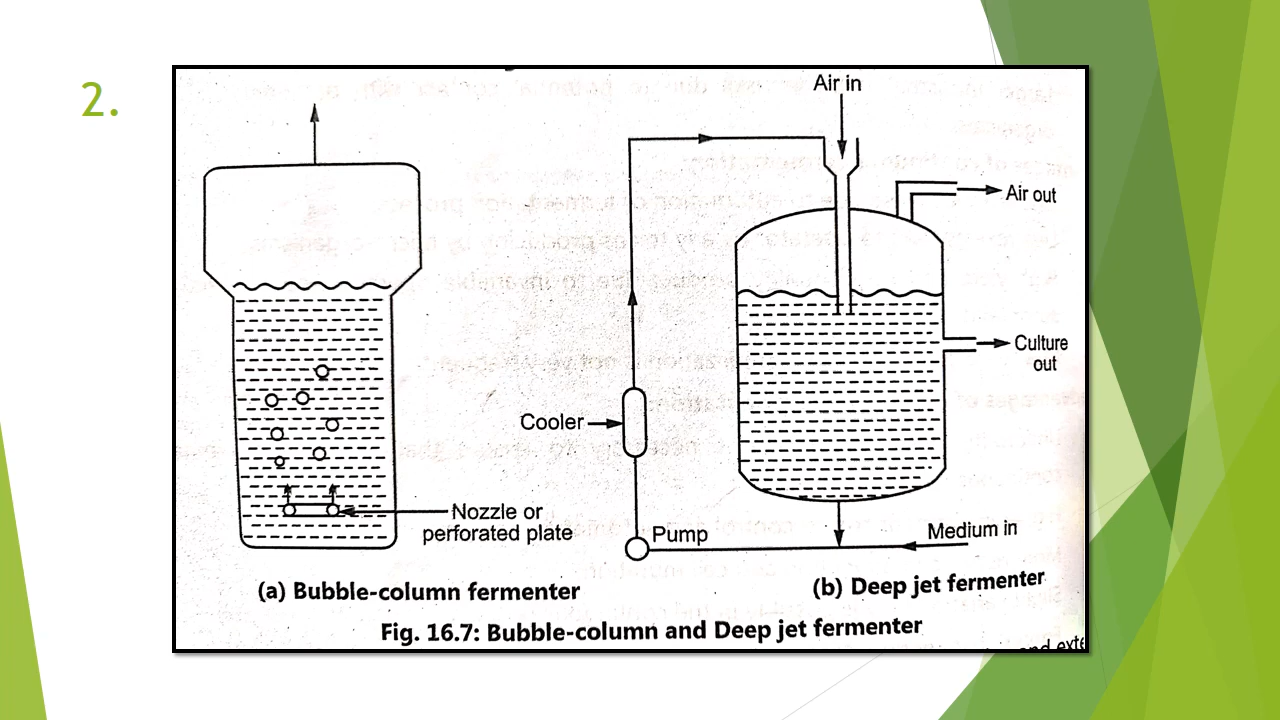 2.
Air in
Air out
Culture
out
Cooler
Nozzle or
perforated plate
Pump
Medium in
(a) Bubble-column fermenter
(b) Deep jet fermenter
Fig. 16.7: Bubble-column and Deep jet fermenter